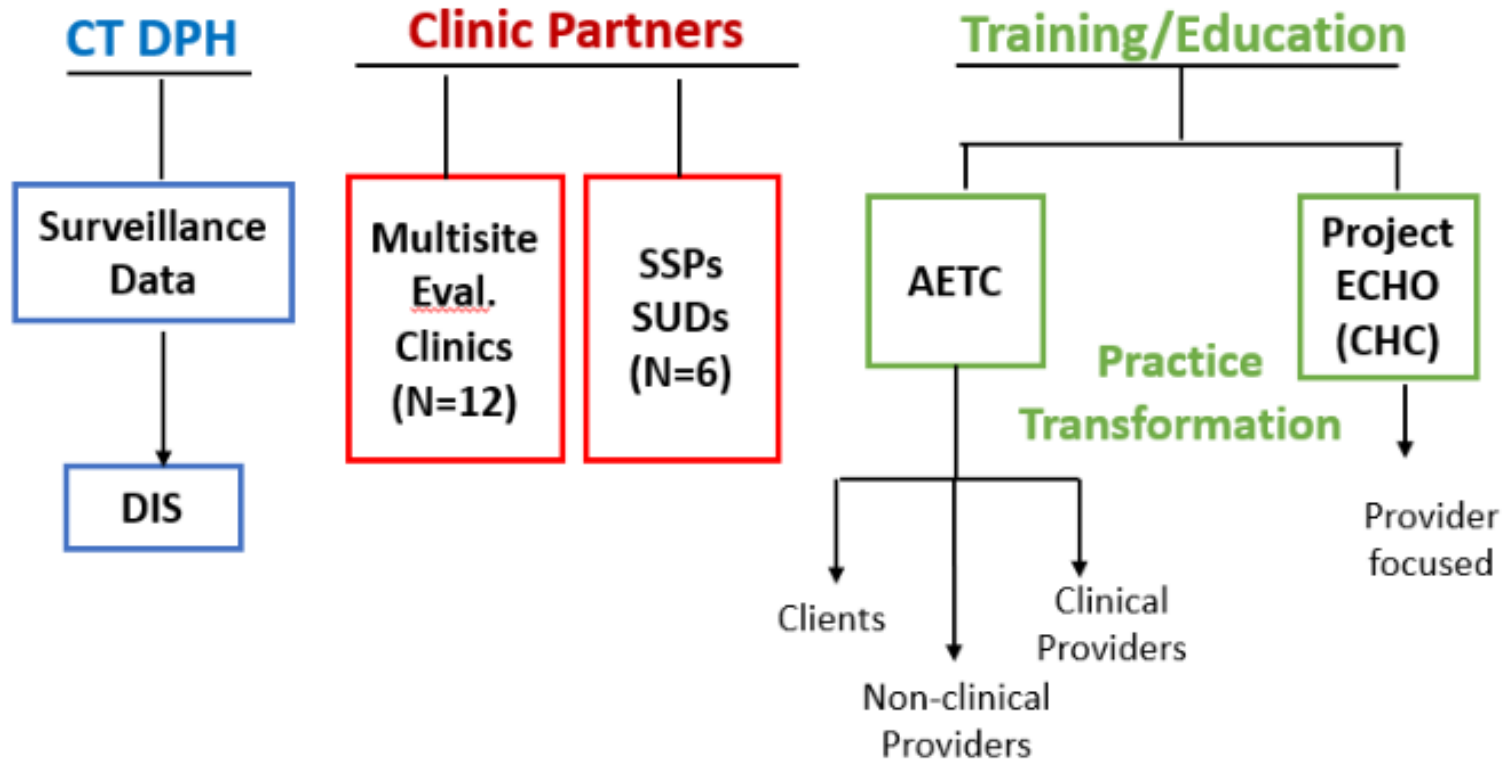 CT DPH
Surveillance
Data
DIS
Clinic Partners
Multisite
Eval.
Clinics
(N=12)
SSPs
SUDs
(N=6)
Training/Education
AETC
Project
ECHO
(CHC)
Practice
Transformation
Clients
Non-clinical
Providers
Clinical
Providers
Provider
focused